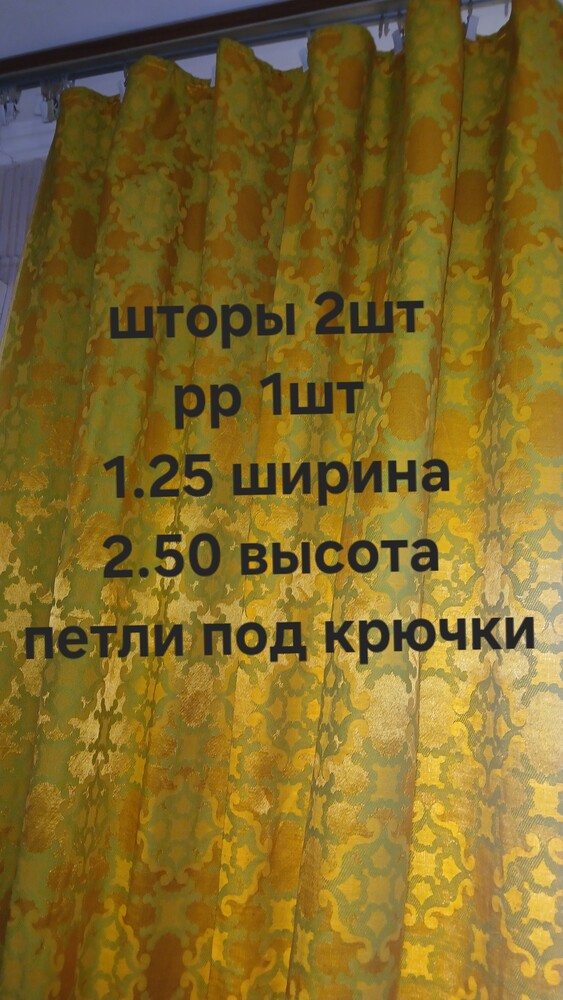 шторы 2шт
рр 1шт
1.25 ширина
2.50 высота
петли под крючки